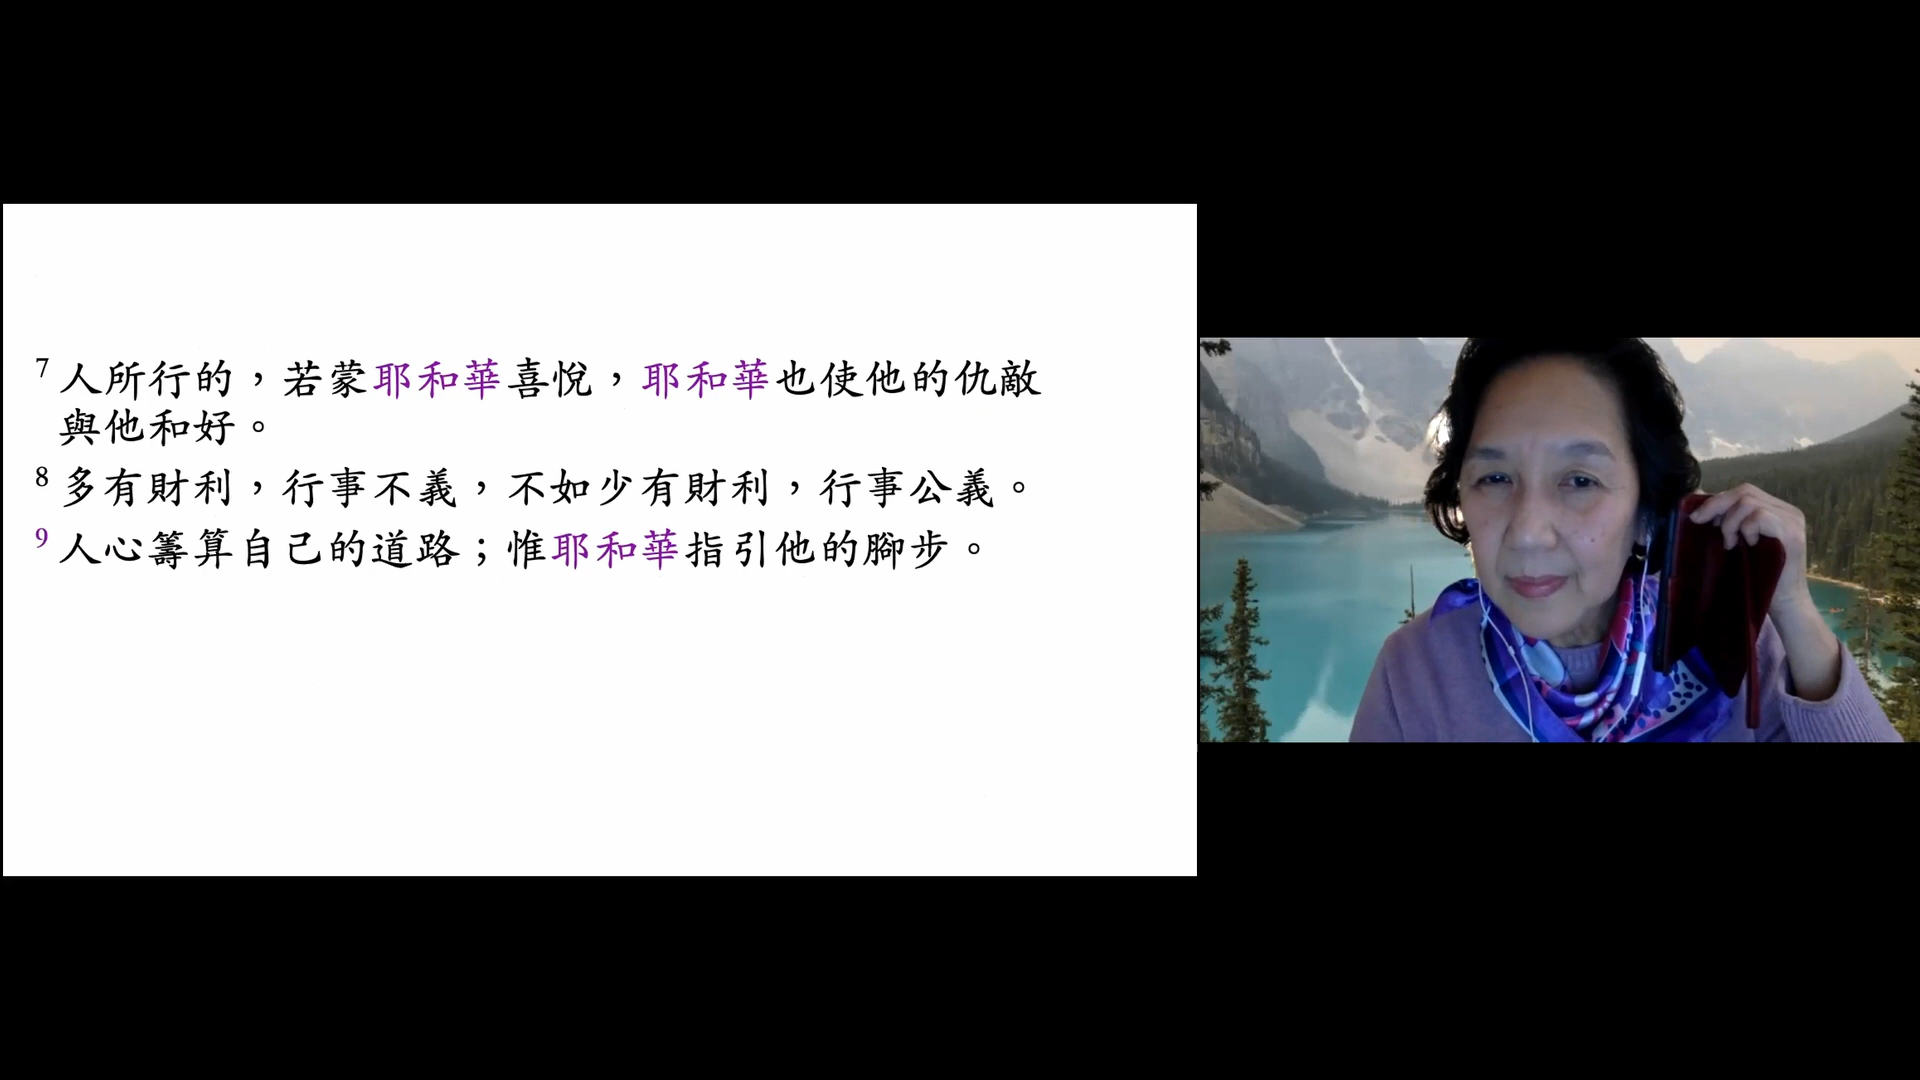 7 人所行的，若蒙耶和華喜悅，耶和華也使他的仇敵
與他和好。
8 多有財利，行事不義，不如少有財利，行事公義。
9 人心籌算自己的道路；惟耶和華指引他的腳步。